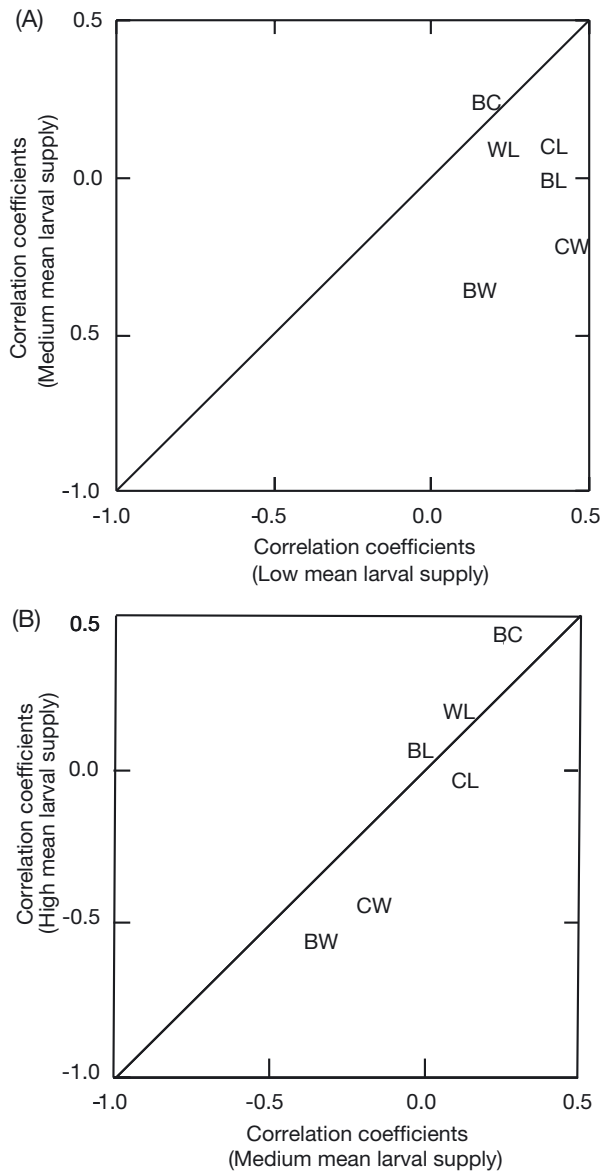 (A)
0.5
BC
WL
CL
0.0
BL
CW
BW
0.5
-1.0
Correlation coefficients
(Medium mean larval supply)
-1.0
-0.5
0.0
0.5
Correlation coefficients
(Low mean larval supply)
(B)
0.5
BC
WL
BL
0.0
CL
CW
-0.5
BW
-1.0
Correlation coefficients
(High mean larval supply)
-1.0
-0.5
0.0
0.5
Correlation coefficients
(Medium mean larval supply)